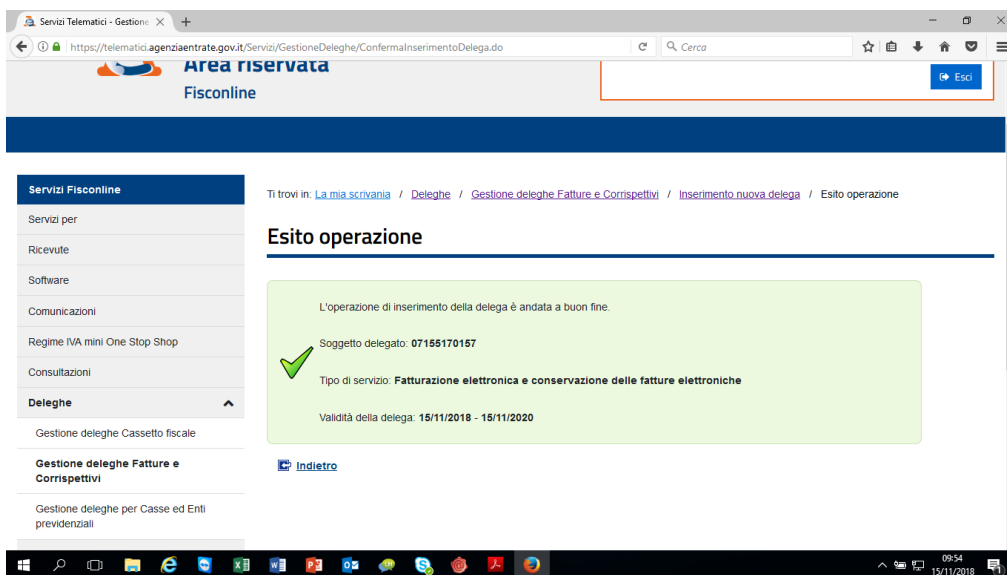 Servizi Telematici - Gestione
https://telematici.agenziaentrate.gov.it/Servizi/GestioneDeleghe/ConfermaInserimentoDelega.do
Cerca
Area riservata
Fisconline
Esci
Servizi Fisconline
Servizi per
Ricevute
Software
Comunicazioni
Regime IVA mini One Stop Shop
Consultazioni
Deleghe
Gestione deleghe Cassetto fiscale
Gestione deleghe Fatture e
Corrispettivi
Gestione deleghe per Casse ed Enti
previdenziali
Ti trovi in: La mia scrivania / Deleghe / Gestione deleghe Fatture e Corrispettivi / Inserimento nuova delega / Esito operazione
Esito operazione
L'operazione di inserimento della delega è andata a buon fine.
Soggetto delegato: 07155170157
Tipo di servizio: Fatturazione elettronica e conservazione delle fatture elettroniche
Validità della delega: 15/11/2018 - 15/11/2020
Indietro
09:54
15/11/2018